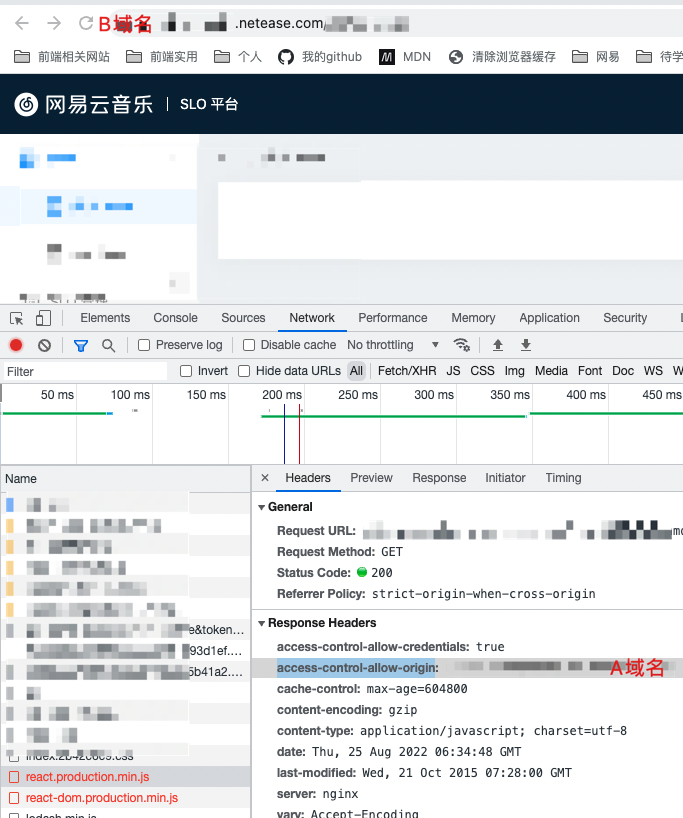 B域名 .netease.com/
前端相关网站 前端实用 个人 我的github M MDN 清除浏览器缓存 网易 待学
网易云音乐 | SLO 平台
Elements Console Sources Network Performance Memory Application Security
Preserve log Disable cache No throttling
Filter Invert Hide data URLs All Fetch/XHR JS CSS Img Media Font Doc WS W
50 ms 100 ms 150 ms 200 ms 250 ms 300 ms 350 ms 400 ms 450 ms
Name × Headers Preview Response Initiator Timing
General
Request URL:
Request Method: GET
Status Code: 200
Referrer Policy: strict-origin-when-cross-origin
Response Headers
e&token...
access-control-allow-credentials: true
93d1ef....
access-control-allow-origin: A域名
5b41a2....
cache-control: max-age=604800
content-encoding: gzip
content-type: application/javascript; charset=utf-8
date: Thu, 25 Aug 2022 06:34:48 GMT
last-modified: Wed, 21 Oct 2015 07:28:00 GMT
react.production.min.js
server: nginx
react-dom.production.min.js
vary: Accept-Encoding
lodash.min.js